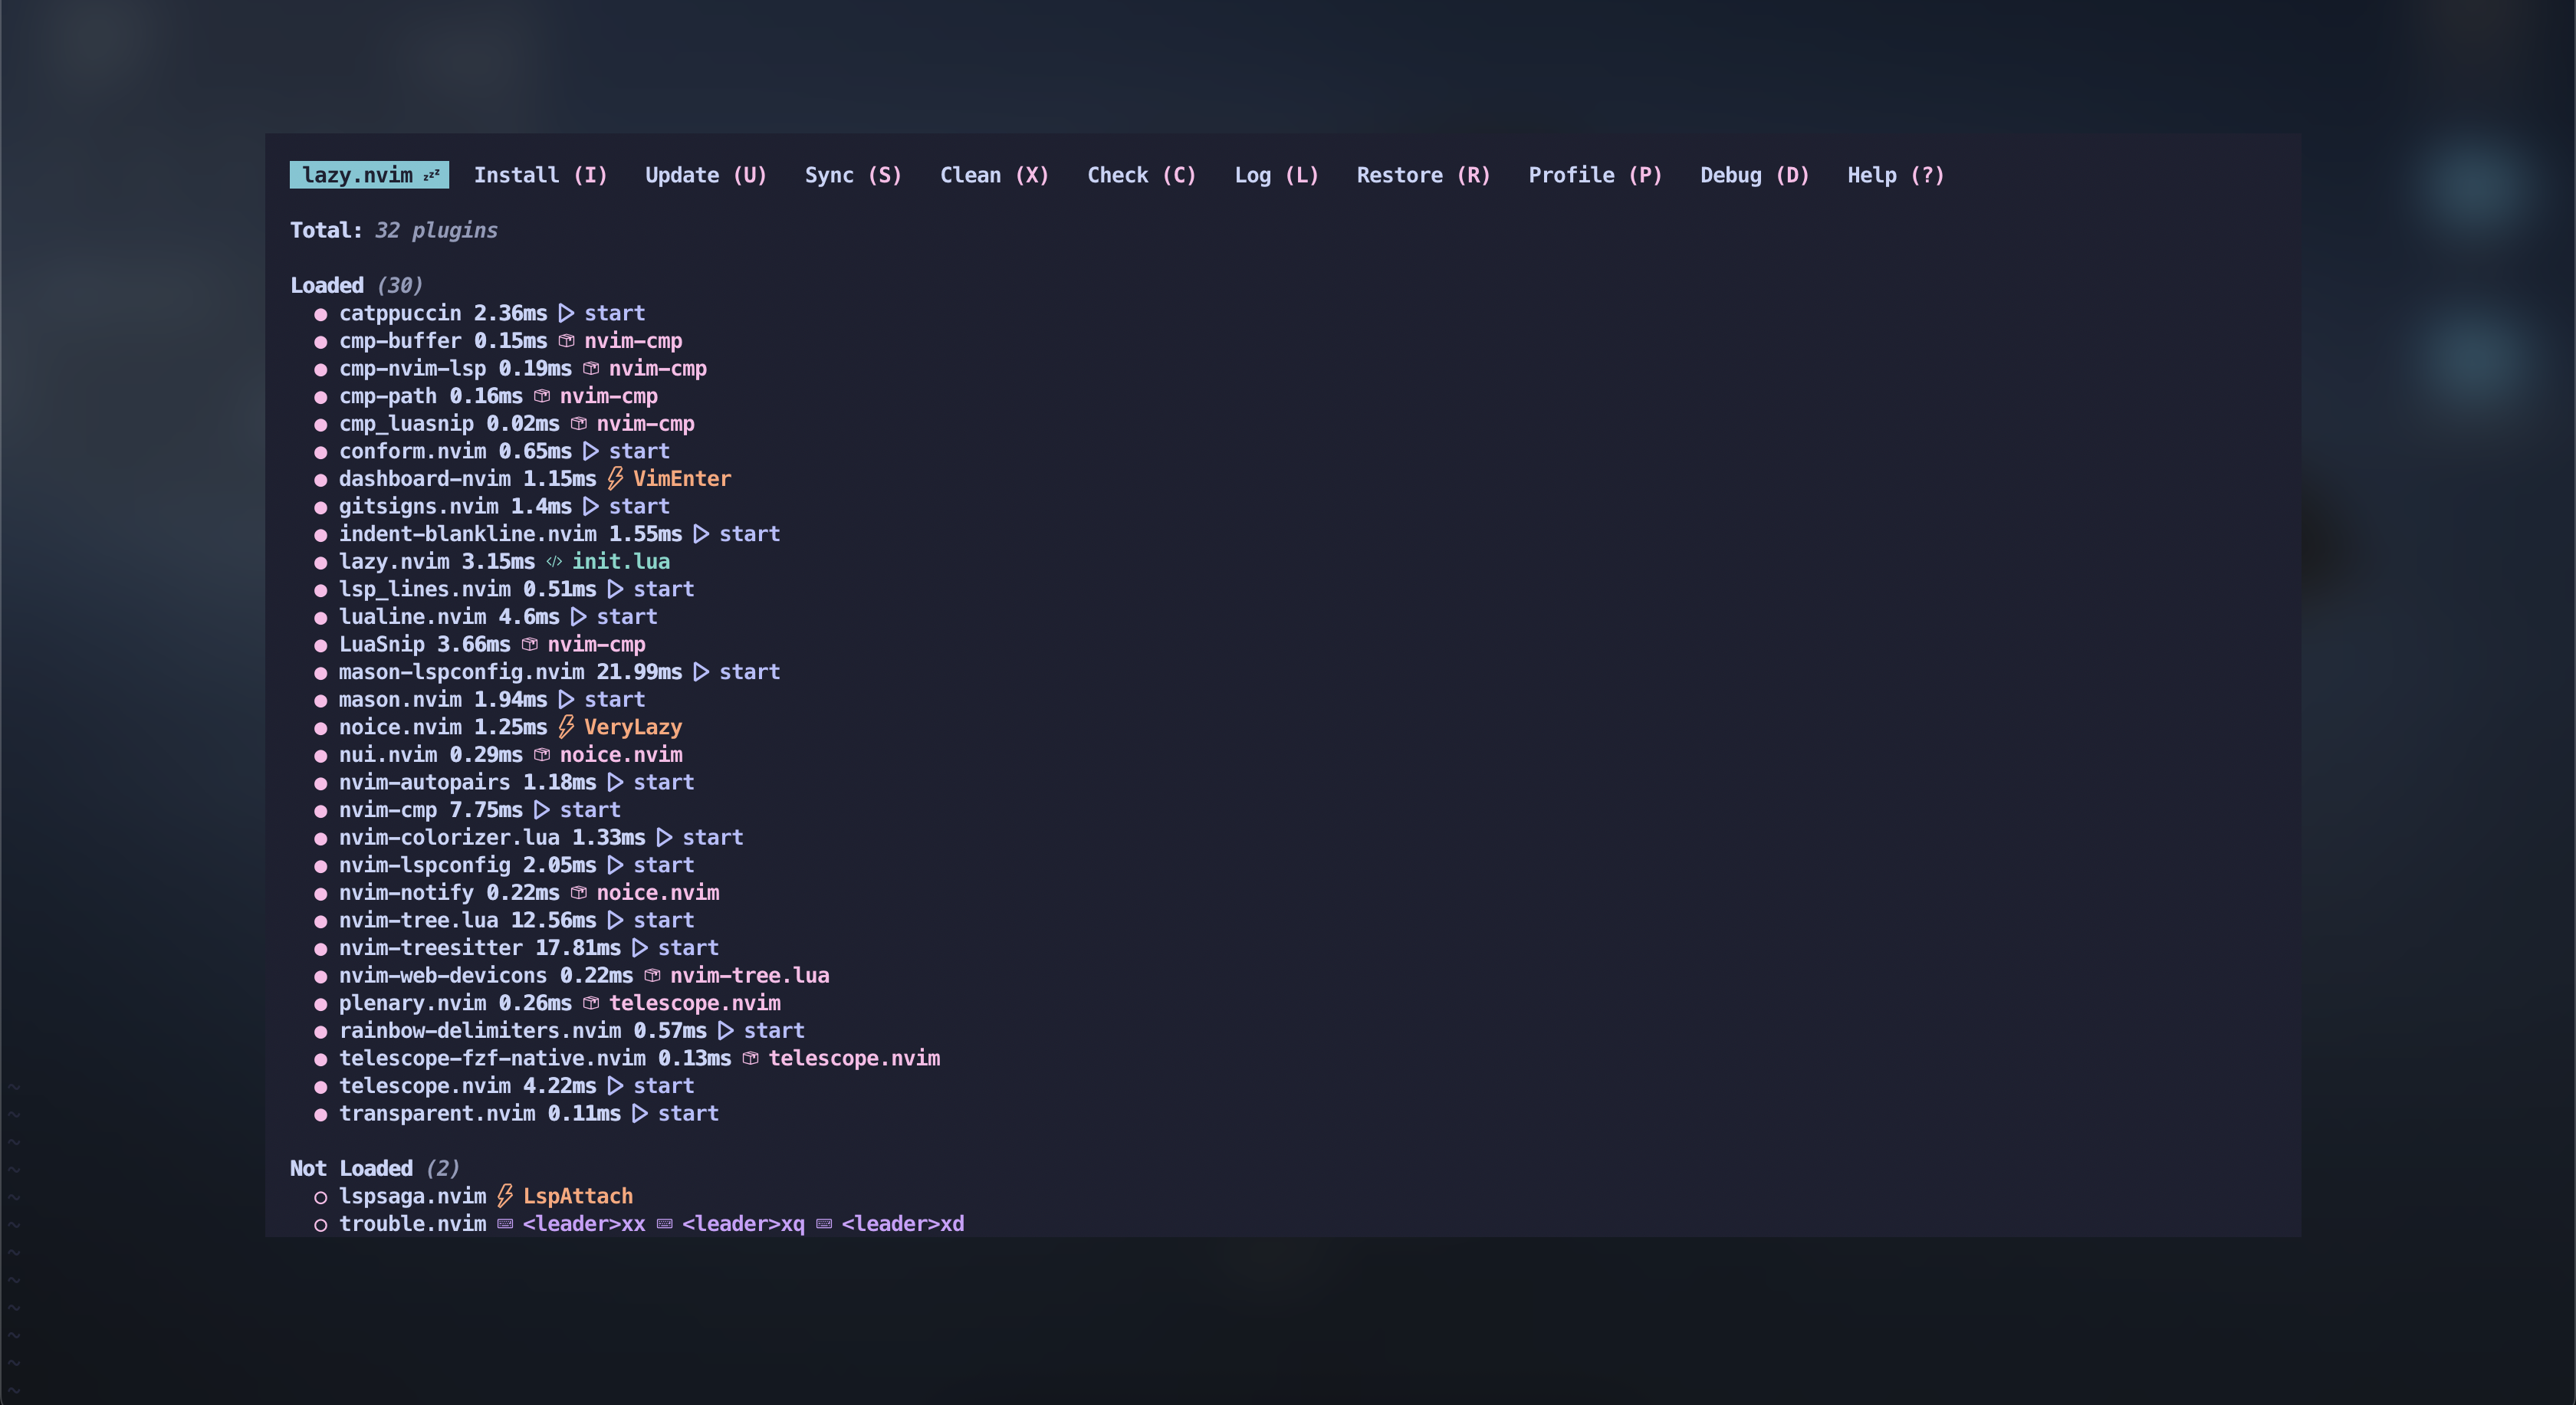 lazy.nvim 💤 Install (I) Update (U) Sync (S) Clean (X) Check (C) Log (L) Restore (R) Profile (P) Debug (D) Help (?)
Total: 32 plugins
Loaded (30)
● catppuccin 2.36ms ▷ start
● cmp-buffer 0.15ms nvim-cmp
● cmp-nvim-lsp 0.19ms nvim-cmp
● cmp-path 0.16ms nvim-cmp
● cmp_luasnip 0.02ms nvim-cmp
● conform.nvim 0.65ms ▷ start
● dashboard-nvim 1.15ms VimEnter
● gitsigns.nvim 1.4ms ▷ start
● indent-blankline.nvim 1.55ms ▷ start
● lazy.nvim 3.15ms </> init.lua
● lsp_lines.nvim 0.51ms ▷ start
● lualine.nvim 4.6ms ▷ start
● LuaSnip 3.66ms nvim-cmp
● mason-lspconfig.nvim 21.99ms ▷ start
● mason.nvim 1.94ms ▷ start
● noice.nvim 1.25ms VeryLazy
● nui.nvim 0.29ms noice.nvim
● nvim-autopairs 1.18ms ▷ start
● nvim-cmp 7.75ms ▷ start
● nvim-colorizer.lua 1.33ms ▷ start
● nvim-lspconfig 2.05ms ▷ start
● nvim-notify 0.22ms noice.nvim
● nvim-tree.lua 12.56ms ▷ start
● nvim-treesitter 17.81ms ▷ start
● nvim-web-devicons 0.22ms nvim-tree.lua
● plenary.nvim 0.26ms telescope.nvim
● rainbow-delimiters.nvim 0.57ms ▷ start
● telescope-fzf-native.nvim 0.13ms telescope.nvim
● telescope.nvim 4.22ms ▷ start
● transparent.nvim 0.11ms ▷ start
Not Loaded (2)
○ lspsaga.nvim LspAttach
○ trouble.nvim <leader>xx <leader>xq <leader>xd